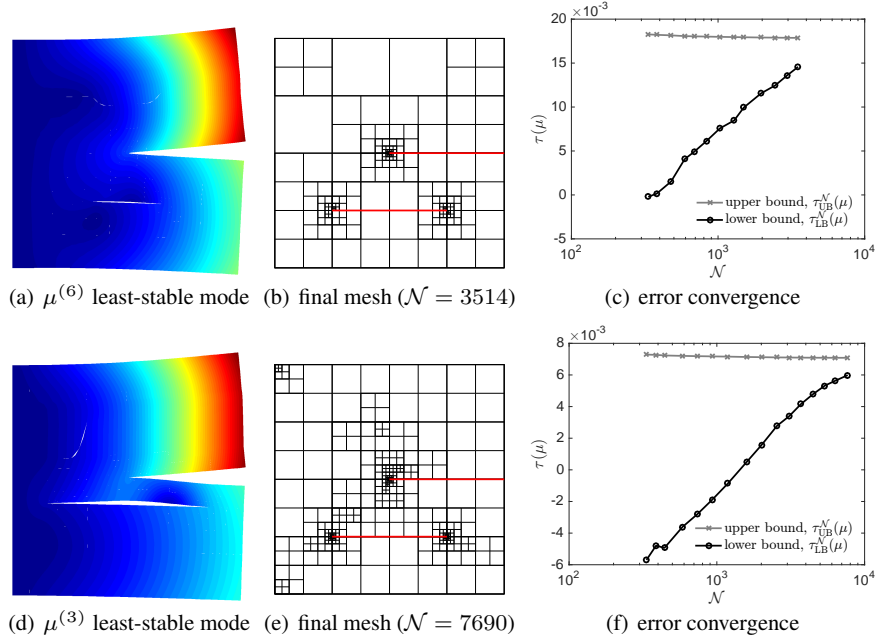 ×10⁻³
20
15
10
5
0
-5
τ(μ)
upper bound, τ_UB^𝒩(μ)
lower bound, τ_LB^𝒩(μ)
10² 10³ 10⁴
𝒩
(a) μ⁽⁶⁾ least-stable mode (b) final mesh (𝒩 = 3514) (c) error convergence
×10⁻³
8
6
4
2
0
-2
-4
-6
τ(μ)
upper bound, τ_UB^𝒩(μ)
lower bound, τ_LB^𝒩(μ)
10² 10³ 10⁴
𝒩
(d) μ⁽³⁾ least-stable mode (e) final mesh (𝒩 = 7690) (f) error convergence